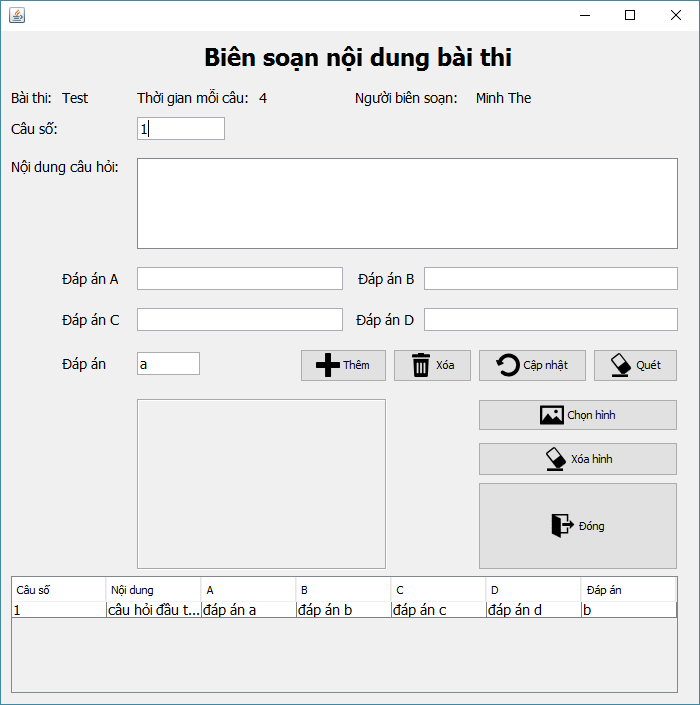 Biên soạn nội dung bài thi
Bài thi: Test Thời gian mỗi câu: 4 Người biên soạn: Minh The
Câu số: 1
Nội dung câu hỏi:
Đáp án A Đáp án B
Đáp án C Đáp án D
Đáp án a Thêm Xóa Cập nhật Quét
Chọn hình
Xóa hình
Đóng
Câu số Nội dung A B C D Đáp án
1 câu hỏi đầu t... đáp án a đáp án b đáp án c đáp án d b